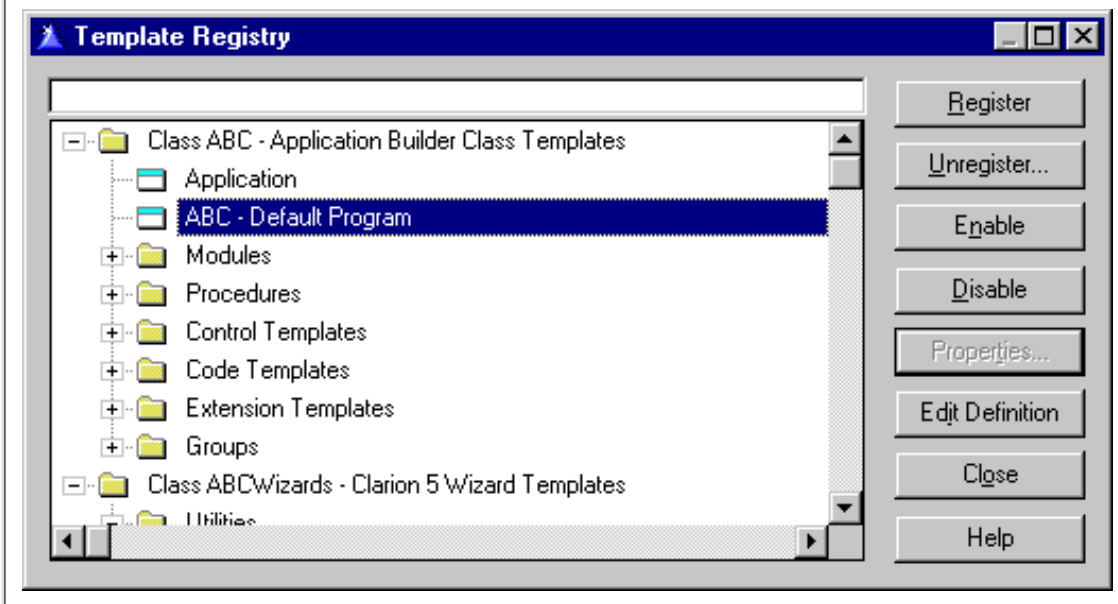 Template Registry
Class ABC - Application Builder Class Templates
Application
ABC - Default Program
Modules
Procedures
Control Templates
Code Templates
Extension Templates
Groups
Class ABCWizards - Clarion 5 Wizard Templates
Utilities
Register
Unregister...
Enable
Disable
Properties...
Edit Definition
Close
Help